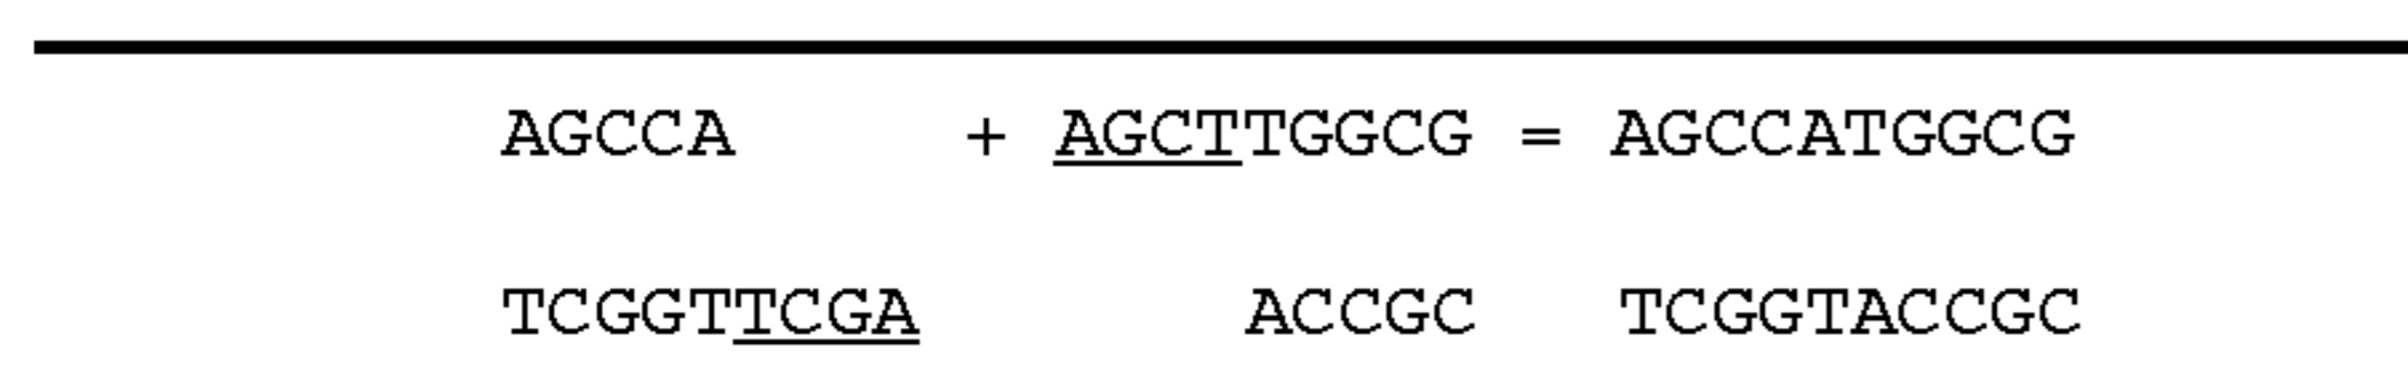 AGCCA + AGCTTGGCG = AGCCATGGCG
TCGGTTCGA ACCGC TCGGTACCGC